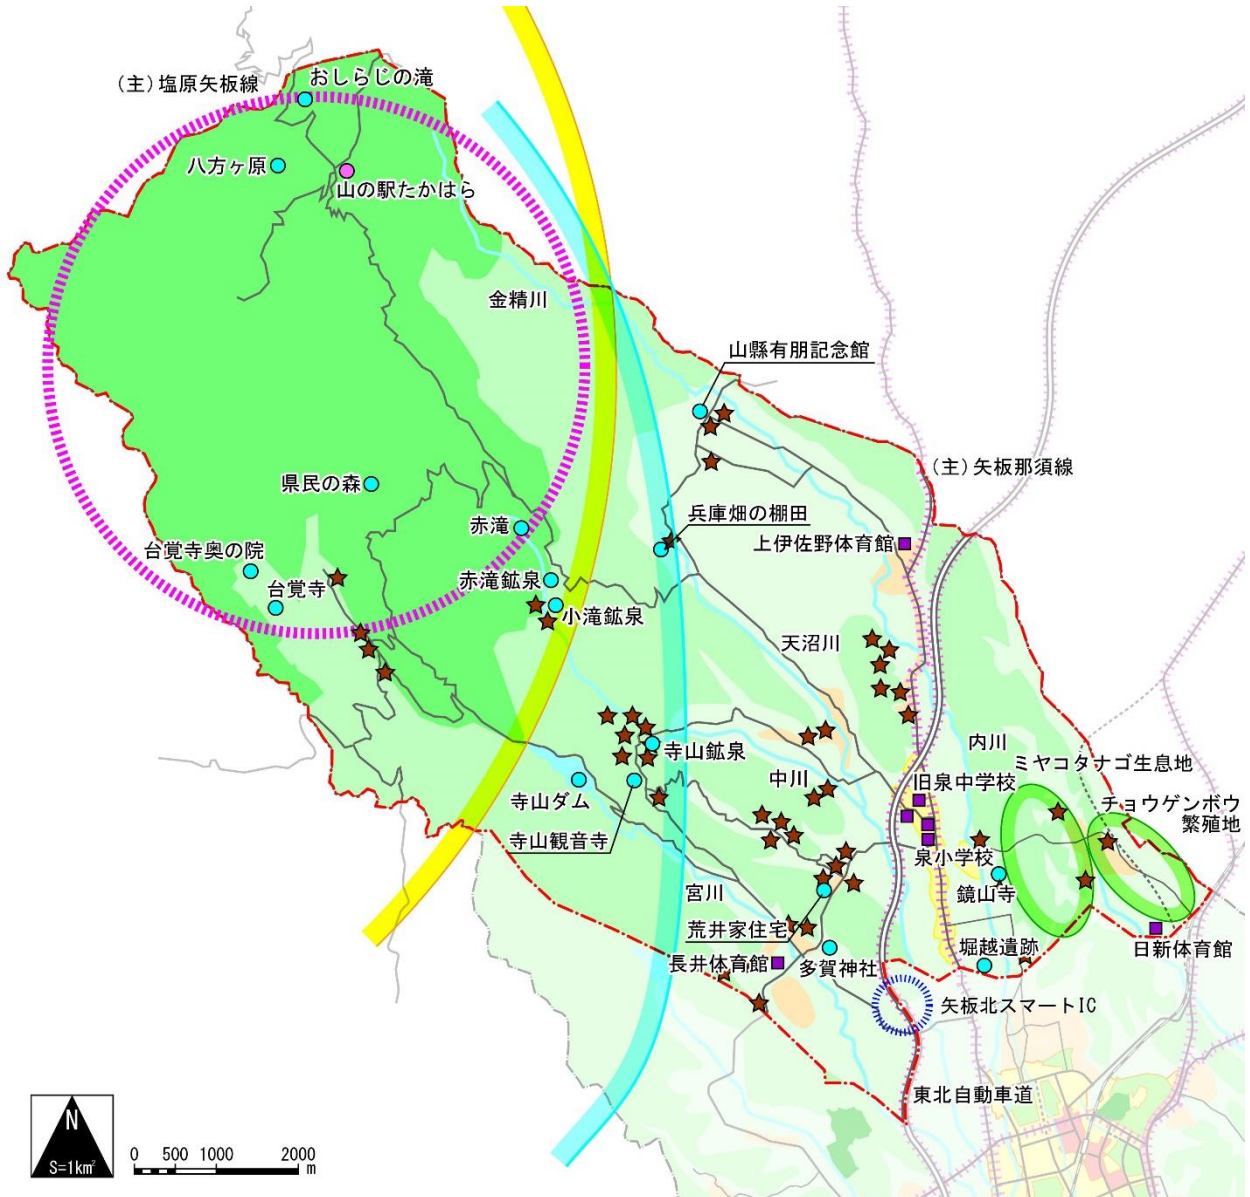 (主)塩原矢板線
おしらじの滝
八方ヶ原
山の駅たかはら
金精川
山縣有朋記念館
(主)矢板那須線
県民の森
赤滝
兵庫畑の棚田
上伊佐野体育館
台覚寺奥の院
赤滝鉱泉
台覚寺
小滝鉱泉
天沼川
寺山鉱泉
内川
ミヤコタナゴ生息地
中川
旧泉中学校
寺山ダム
チョウゲンボウ
繁殖地
寺山観音寺
泉小学校
宮川
鏡山寺
荒井家住宅
日新体育館
長井体育館
多賀神社
堀越遺跡
矢板北スマートIC
東北自動車道
N
S=1km²
0 500 1000 2000
m